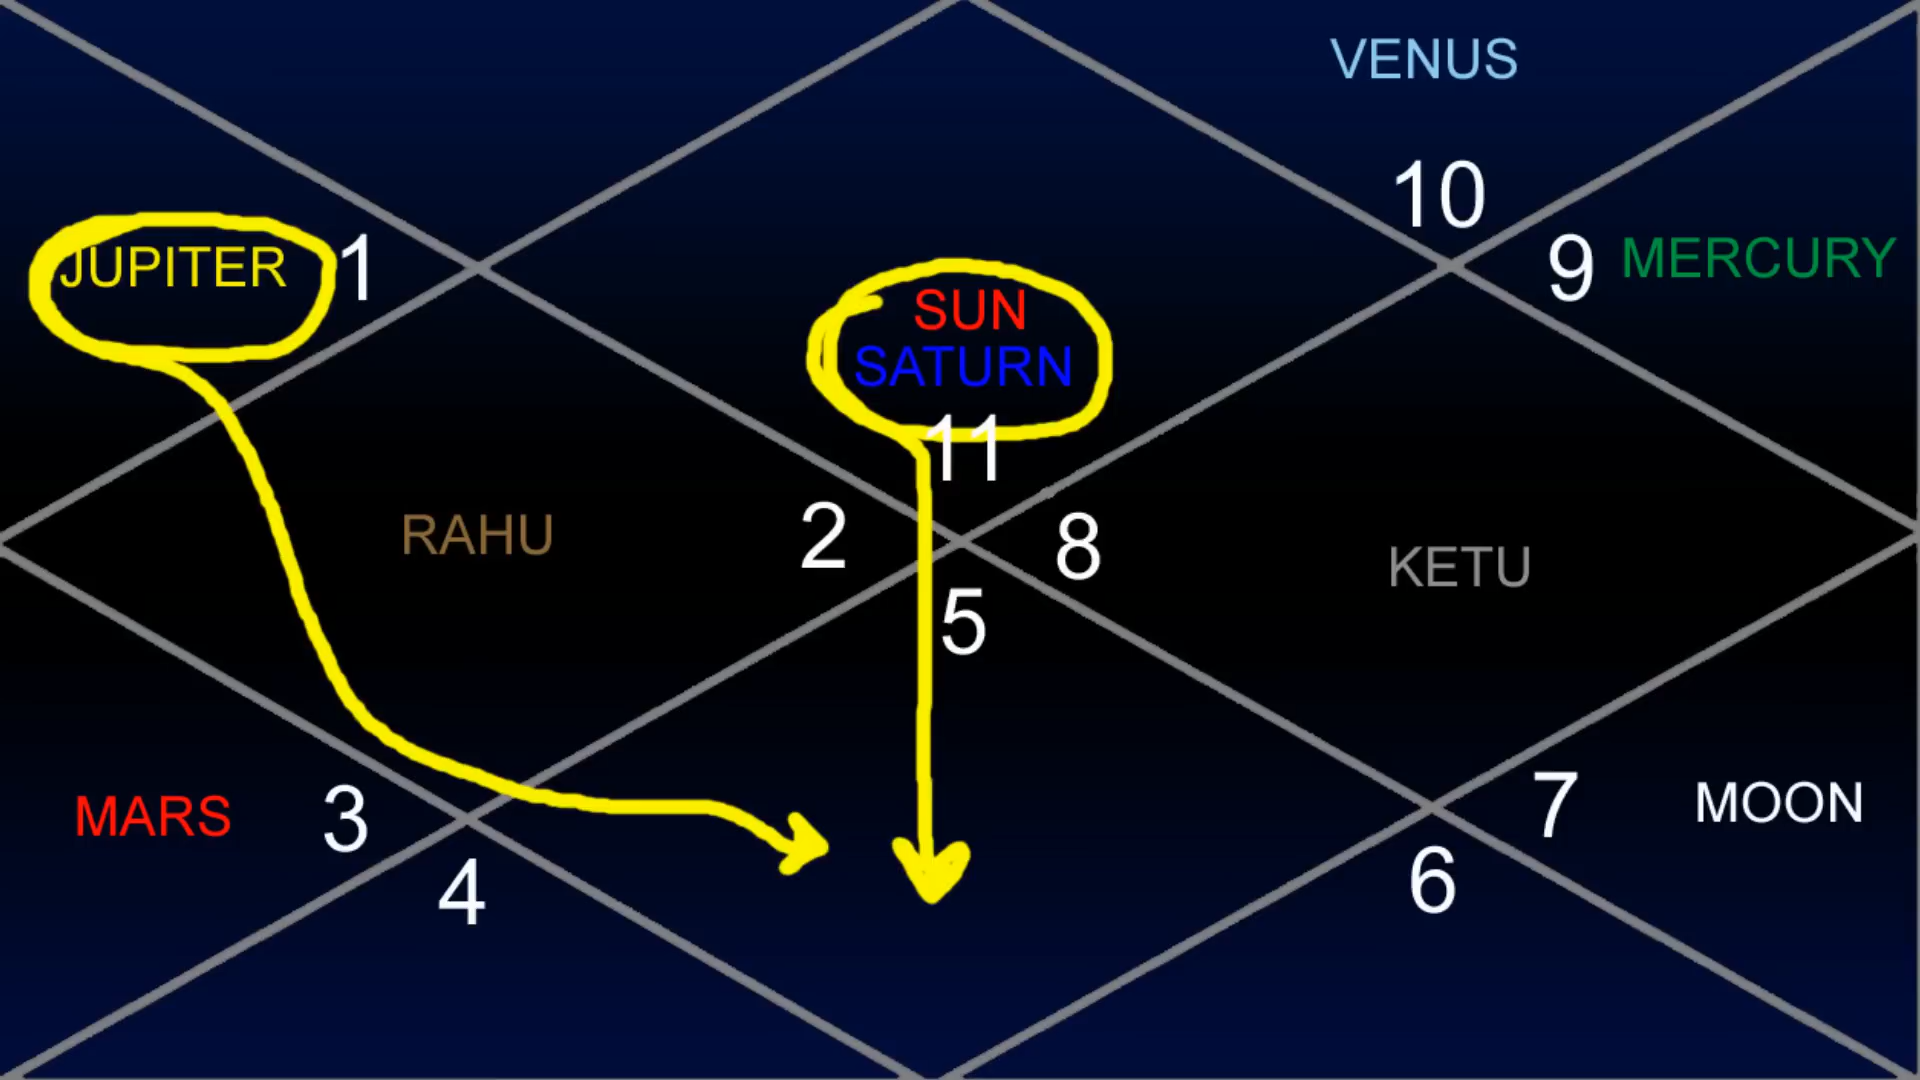 VENUS
10
JUPITER 1
9 MERCURY
SUN
SATURN
11
RAHU
2
8
KETU
5
MARS 3
7 MOON
4
6